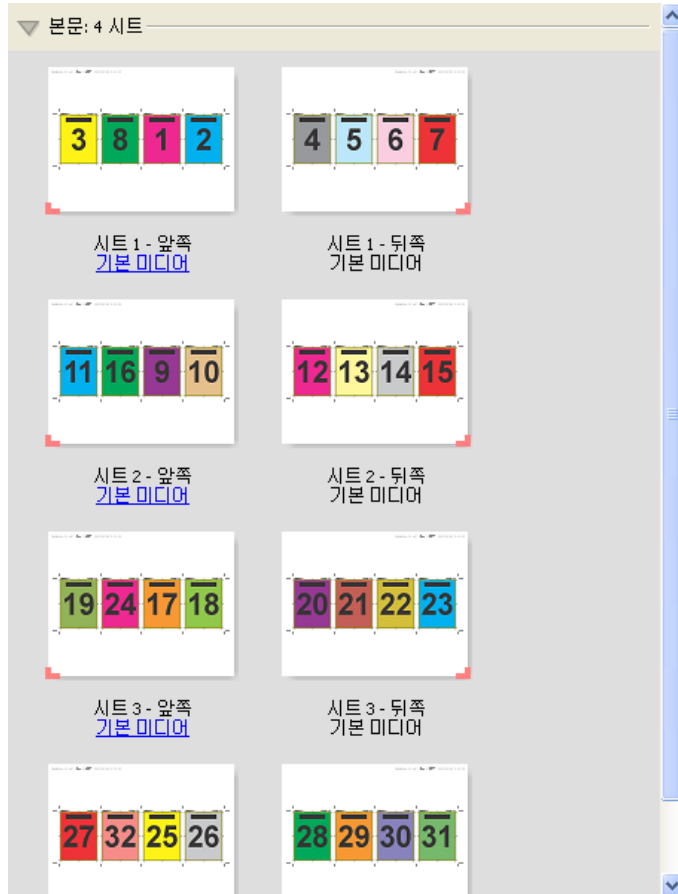 본문: 4 시트
3 8 1 2
4 5 6 7
시트 1 - 앞쪽
기본 미디어
시트 1 - 뒤쪽
기본 미디어
11 16 9 10
12 13 14 15
시트 2 - 앞쪽
기본 미디어
시트 2 - 뒤쪽
기본 미디어
19 24 17 18
20 21 22 23
시트 3 - 앞쪽
기본 미디어
시트 3 - 뒤쪽
기본 미디어
27 32 25 26
28 29 30 31